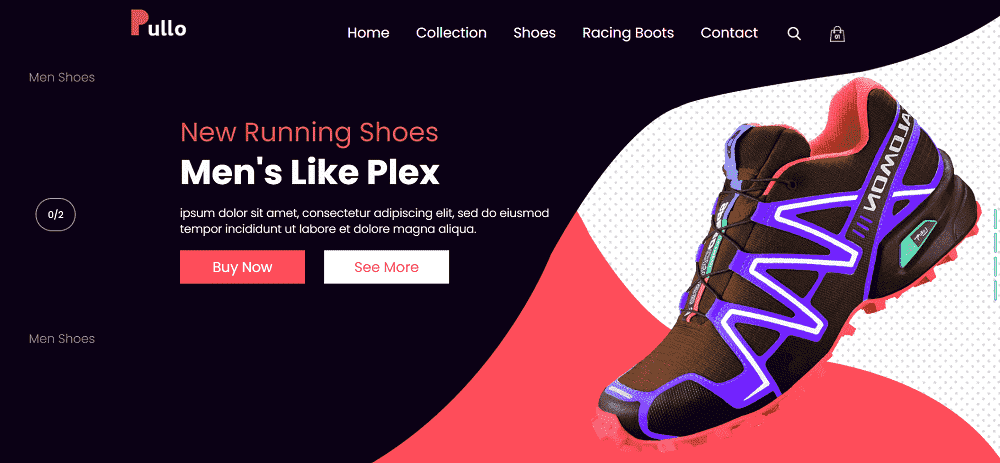 Pullo
Home Collection Shoes Racing Boots Contact
01
Men Shoes
New Running Shoes
Men's Like Plex
0/2
ipsum dolor sit amet, consectetur adipiscing elit, sed do eiusmod
tempor incididunt ut labore et dolore magna aliqua.
Buy Now See More
Men Shoes